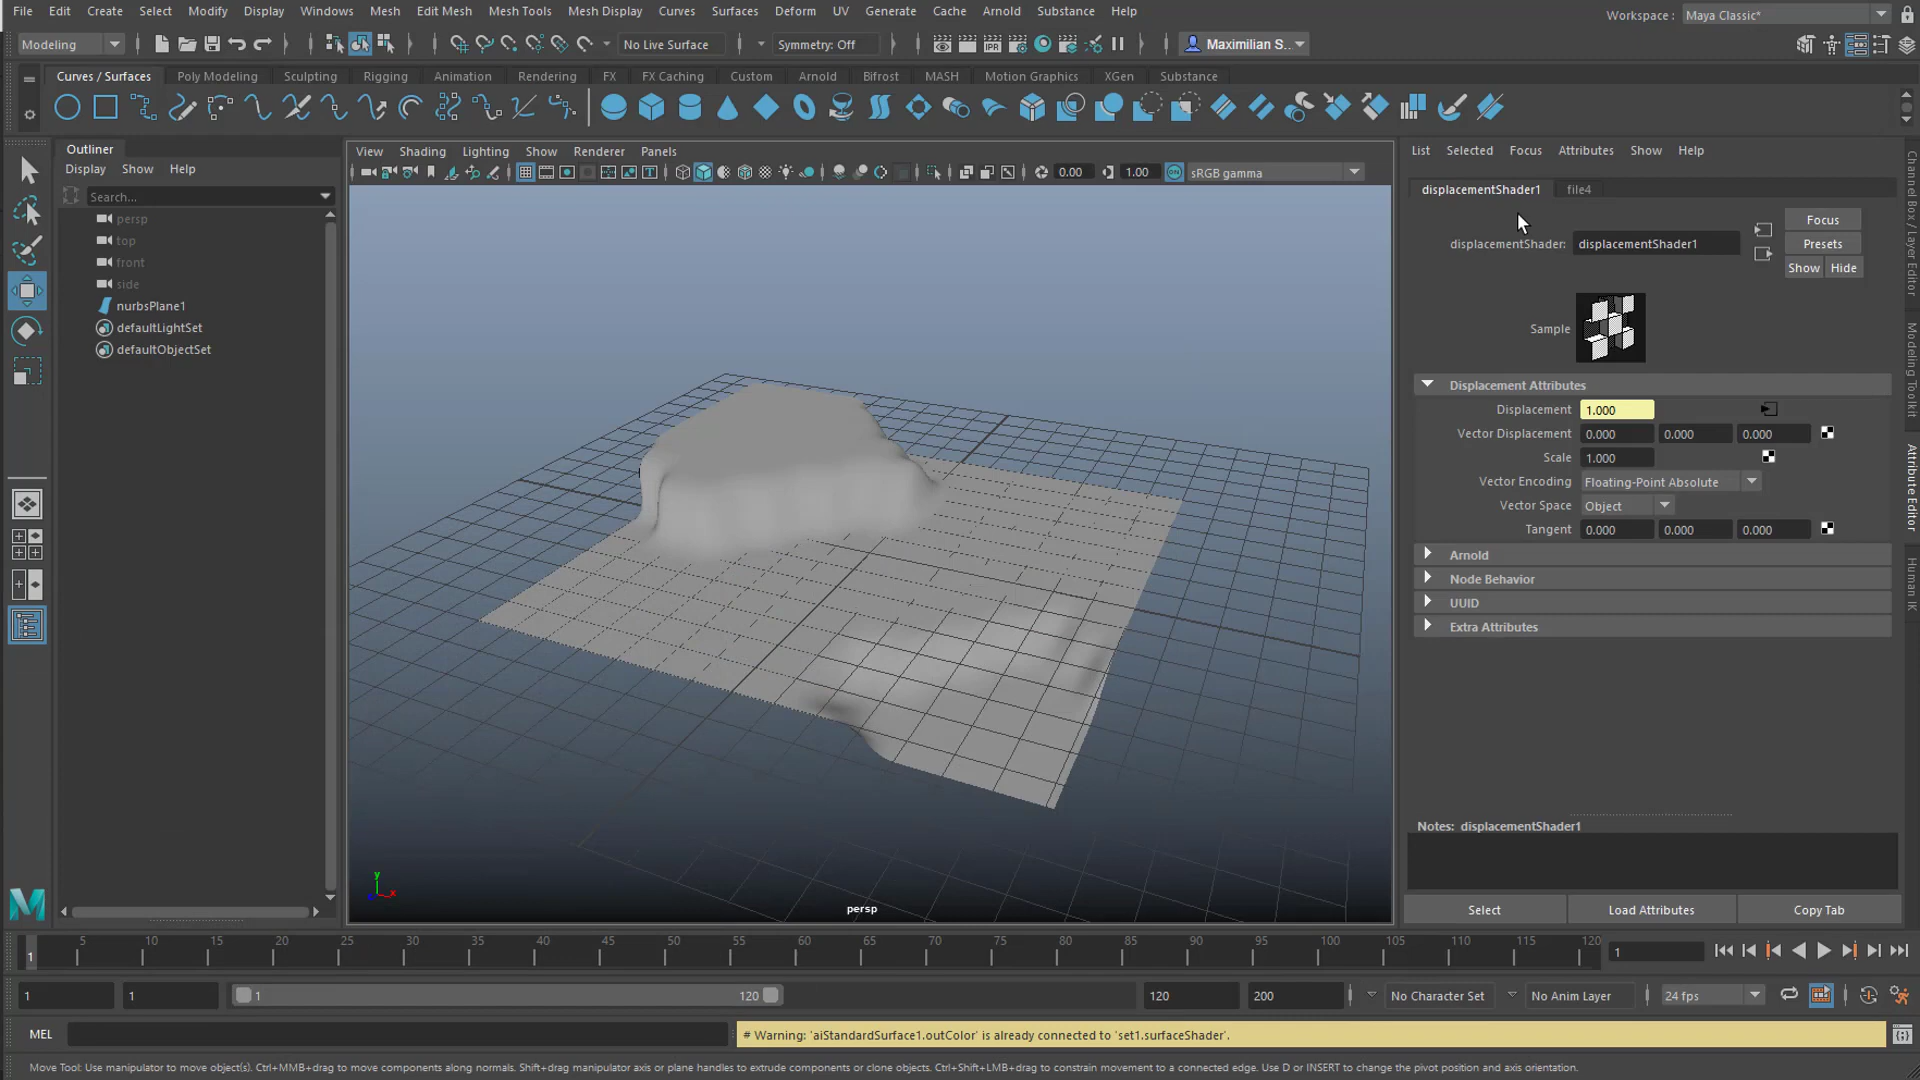 File Edit Create Select Modify Display Windows Mesh Edit Mesh Mesh Tools Mesh Display Curves Surfaces Deform UV Generate Cache Arnold Substance Help
Workspace : Maya Classic*
Modeling No Live Surface Symmetry: Off Maximilian S...
Curves / Surfaces Poly Modeling Sculpting Rigging Animation Rendering FX FX Caching Custom Arnold Bifrost MASH Motion Graphics XGen Substance
Outliner
Display Show Help
Search...
persp
top
front
side
nurbsPlane1
defaultLightSet
defaultObjectSet
View Shading Lighting Show Renderer Panels
0.00 1.00 sRGB gamma
persp
y
x
List Selected Focus Attributes Show Help
displacementShader1 file4
Focus
displacementShader: displacementShader1 Presets
Show Hide
Sample
Displacement Attributes
Displacement 1.000
Vector Displacement 0.000 0.000 0.000
Scale 1.000
Vector Encoding Floating-Point Absolute
Vector Space Object
Tangent 0.000 0.000 0.000
Arnold
Node Behavior
UUID
Extra Attributes
Notes: displacementShader1
Select Load Attributes Copy Tab
Channel Box / Layer Editor
Modeling Toolkit
Attribute Editor
Human IK
1 5 10 15 20 25 30 35 40 45 50 55 60 65 70 75 80 85 90 95 100 105 110 115 120 1
1 1 1 120 120 200 No Character Set No Anim Layer 24 fps
MEL # Warning: 'aiStandardSurface1.outColor' is already connected to 'set1.surfaceShader'.
Move Tool: Use manipulator to move object(s). Ctrl+MMB+drag to move components along normals. Shift+drag manipulator axis or plane handles to extrude components or clone objects. Ctrl+Shift+LMB+drag to constrain movement to a connected edge. Use D or INSERT to change the pivot position and axis orientation.